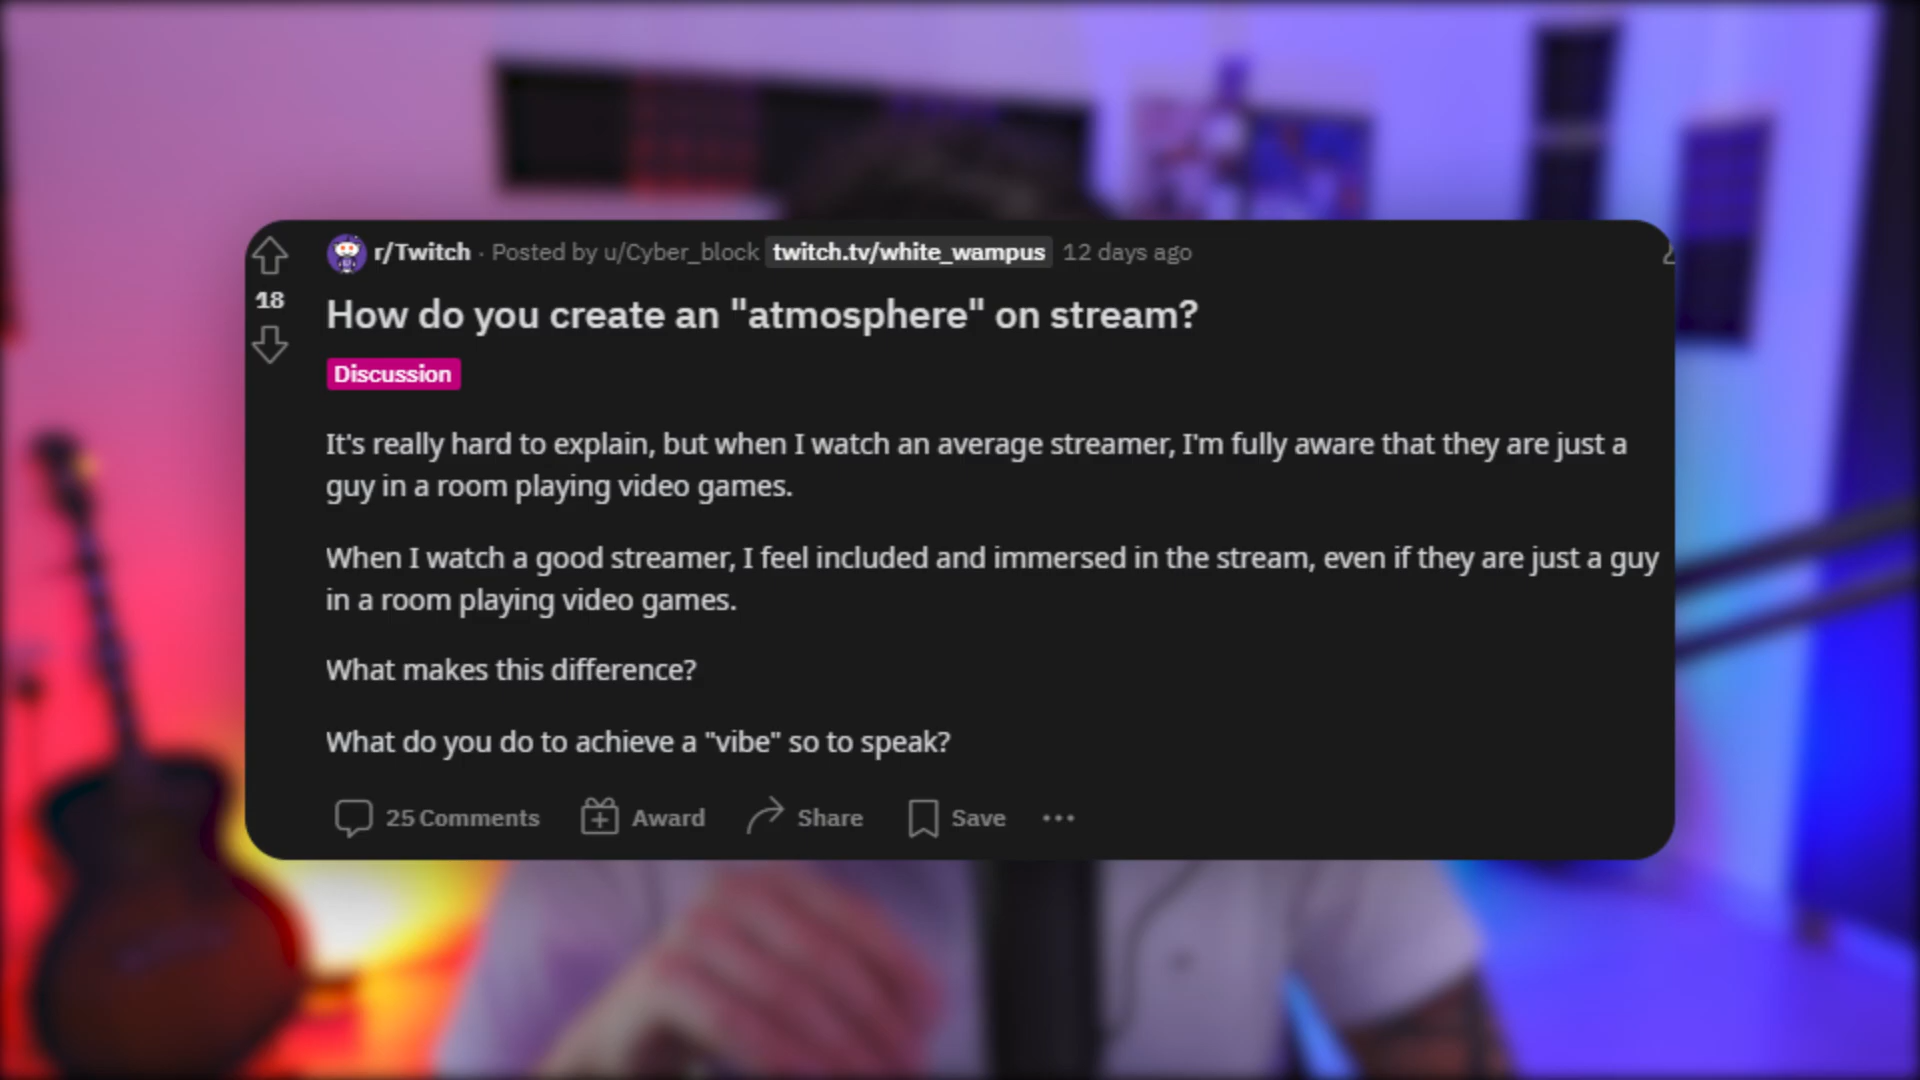 r/Twitch · Posted by u/Cyber_block twitch.tv/white_wampus 12 days ago
18
How do you create an "atmosphere" on stream?
Discussion
It's really hard to explain, but when I watch an average streamer, I'm fully aware that they are just a
guy in a room playing video games.
When I watch a good streamer, I feel included and immersed in the stream, even if they are just a guy
in a room playing video games.
What makes this difference?
What do you do to achieve a "vibe" so to speak?
25 Comments Award Share Save